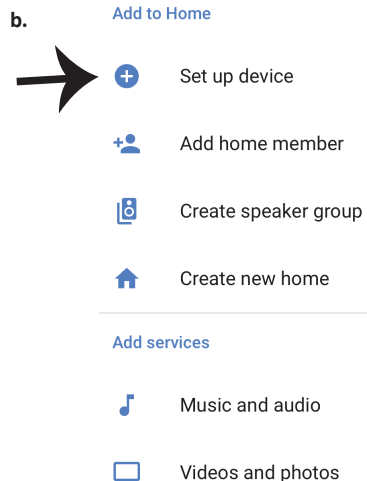 b.
Add to Home
Set up device
Add home member
Create speaker group
Create new home
Add services
Music and audio
Videos and photos